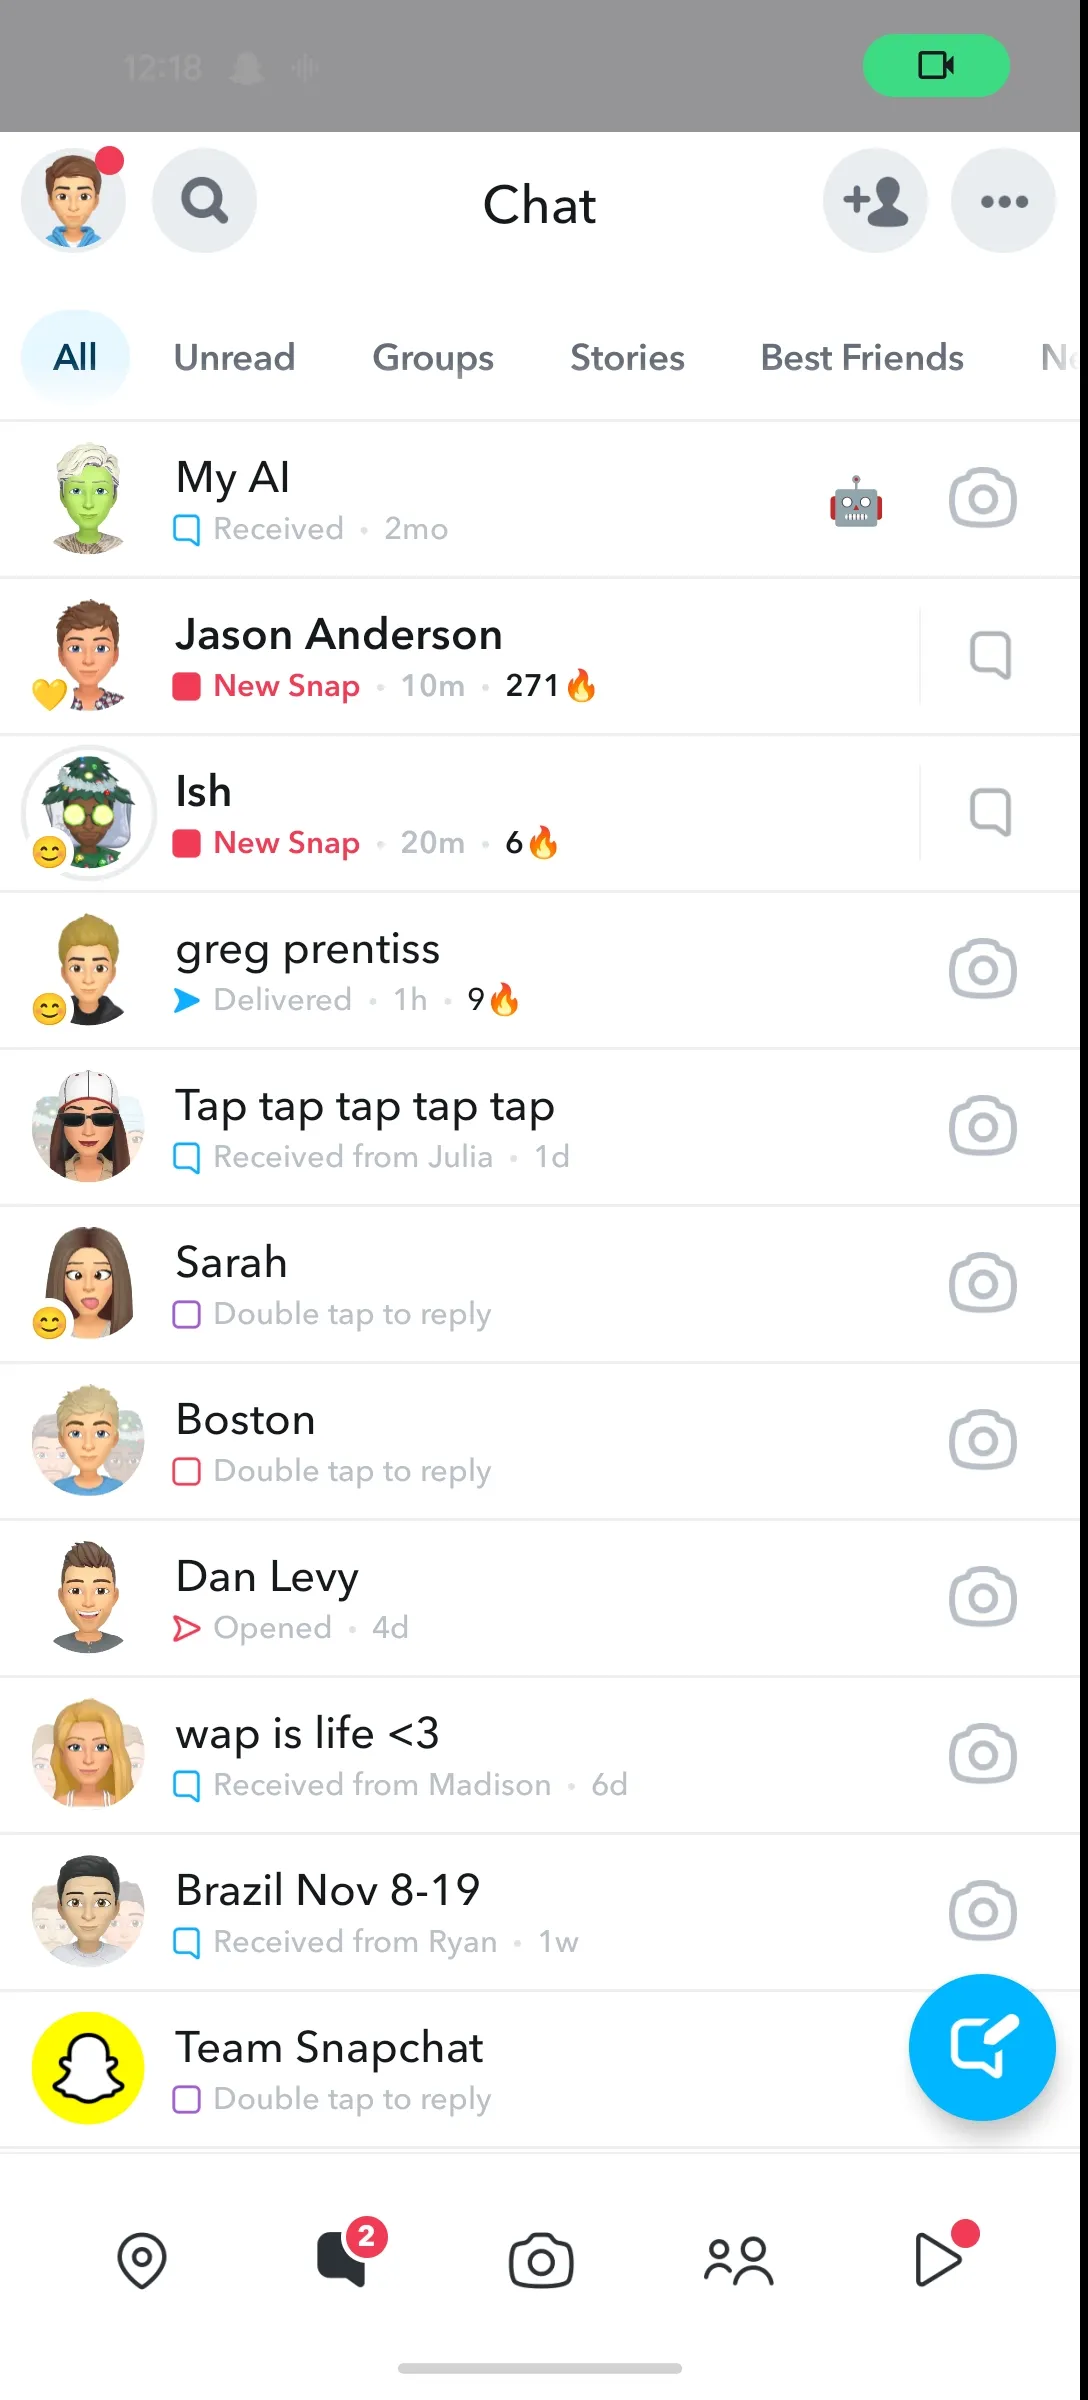 12:18
Chat
All Unread Groups Stories Best Friends
My AI
Received • 2mo
Jason Anderson
New Snap • 10m • 271🔥
Ish
New Snap • 20m • 6🔥
greg prentiss
Delivered • 1h • 9🔥
Tap tap tap tap tap
Received from Julia • 1d
Sarah
Double tap to reply
Boston
Double tap to reply
Dan Levy
Opened • 4d
wap is life <3
Received from Madison • 6d
Brazil Nov 8-19
Received from Ryan • 1w
Team Snapchat
Double tap to reply
2